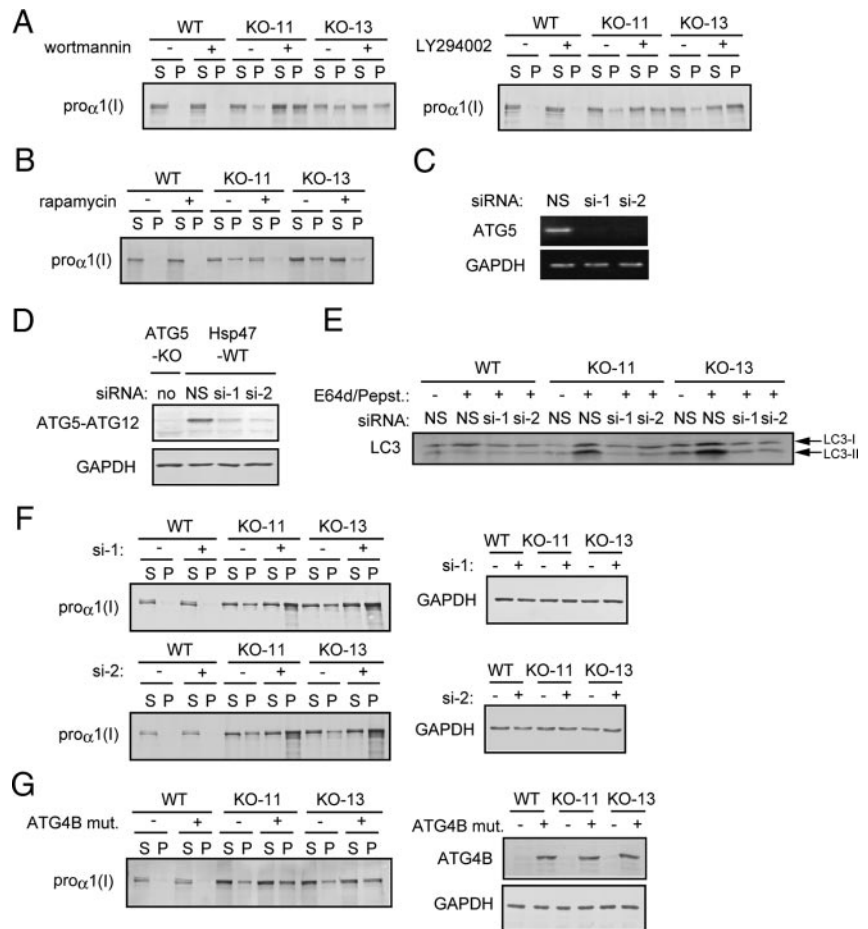 A
WT KO-11 KO-13
wortmannin - + - + - +
S P S P S P S P S P S P
proα1(I)
WT KO-11 KO-13
LY294002 - + - + - +
S P S P S P S P S P S P
proα1(I)
B
WT KO-11 KO-13
rapamycin - + - + - +
S P S P S P S P S P S P
proα1(I)
C
siRNA: NS si-1 si-2
ATG5
GAPDH
D
ATG5 Hsp47
-KO -WT
siRNA: no NS si-1 si-2
ATG5-ATG12
GAPDH
E
WT KO-11 KO-13
E64d/Pepst.: - + + + - + + + - + + +
siRNA: NS NS si-1 si-2 NS NS si-1 si-2 NS NS si-1 si-2
LC3
LC3-I
LC3-II
F
WT KO-11 KO-13
si-1: - + - + - +
S P S P S P S P S P S P
proα1(I)
WT KO-11 KO-13
si-1: - + - + - +
GAPDH
WT KO-11 KO-13
si-2: - + - + - +
S P S P S P S P S P S P
proα1(I)
WT KO-11 KO-13
si-2: - + - + - +
GAPDH
G
WT KO-11 KO-13
ATG4B mut. - + - + - +
S P S P S P S P S P S P
proα1(I)
WT KO-11 KO-13
ATG4B mut. - + - + - +
ATG4B
GAPDH